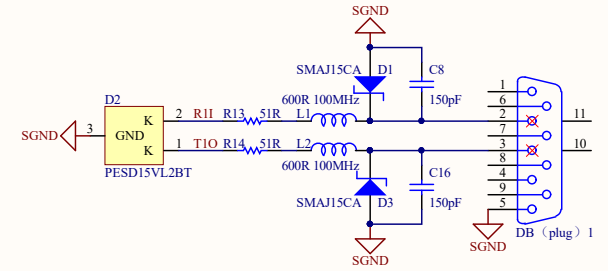 SGND
SMAJ15CA D1 C8
600R 100MHz 150pF
D2
K 2 R1I R13 51R L1
SGND 3 GND
K 1 T1O R14 51R L2
PESD15VL2BT 600R 100MHz
C16
SMAJ15CA D3 150pF
SGND
1
6
2 11
7
3 10
8
4
9
5
DB（plug）1
SGND